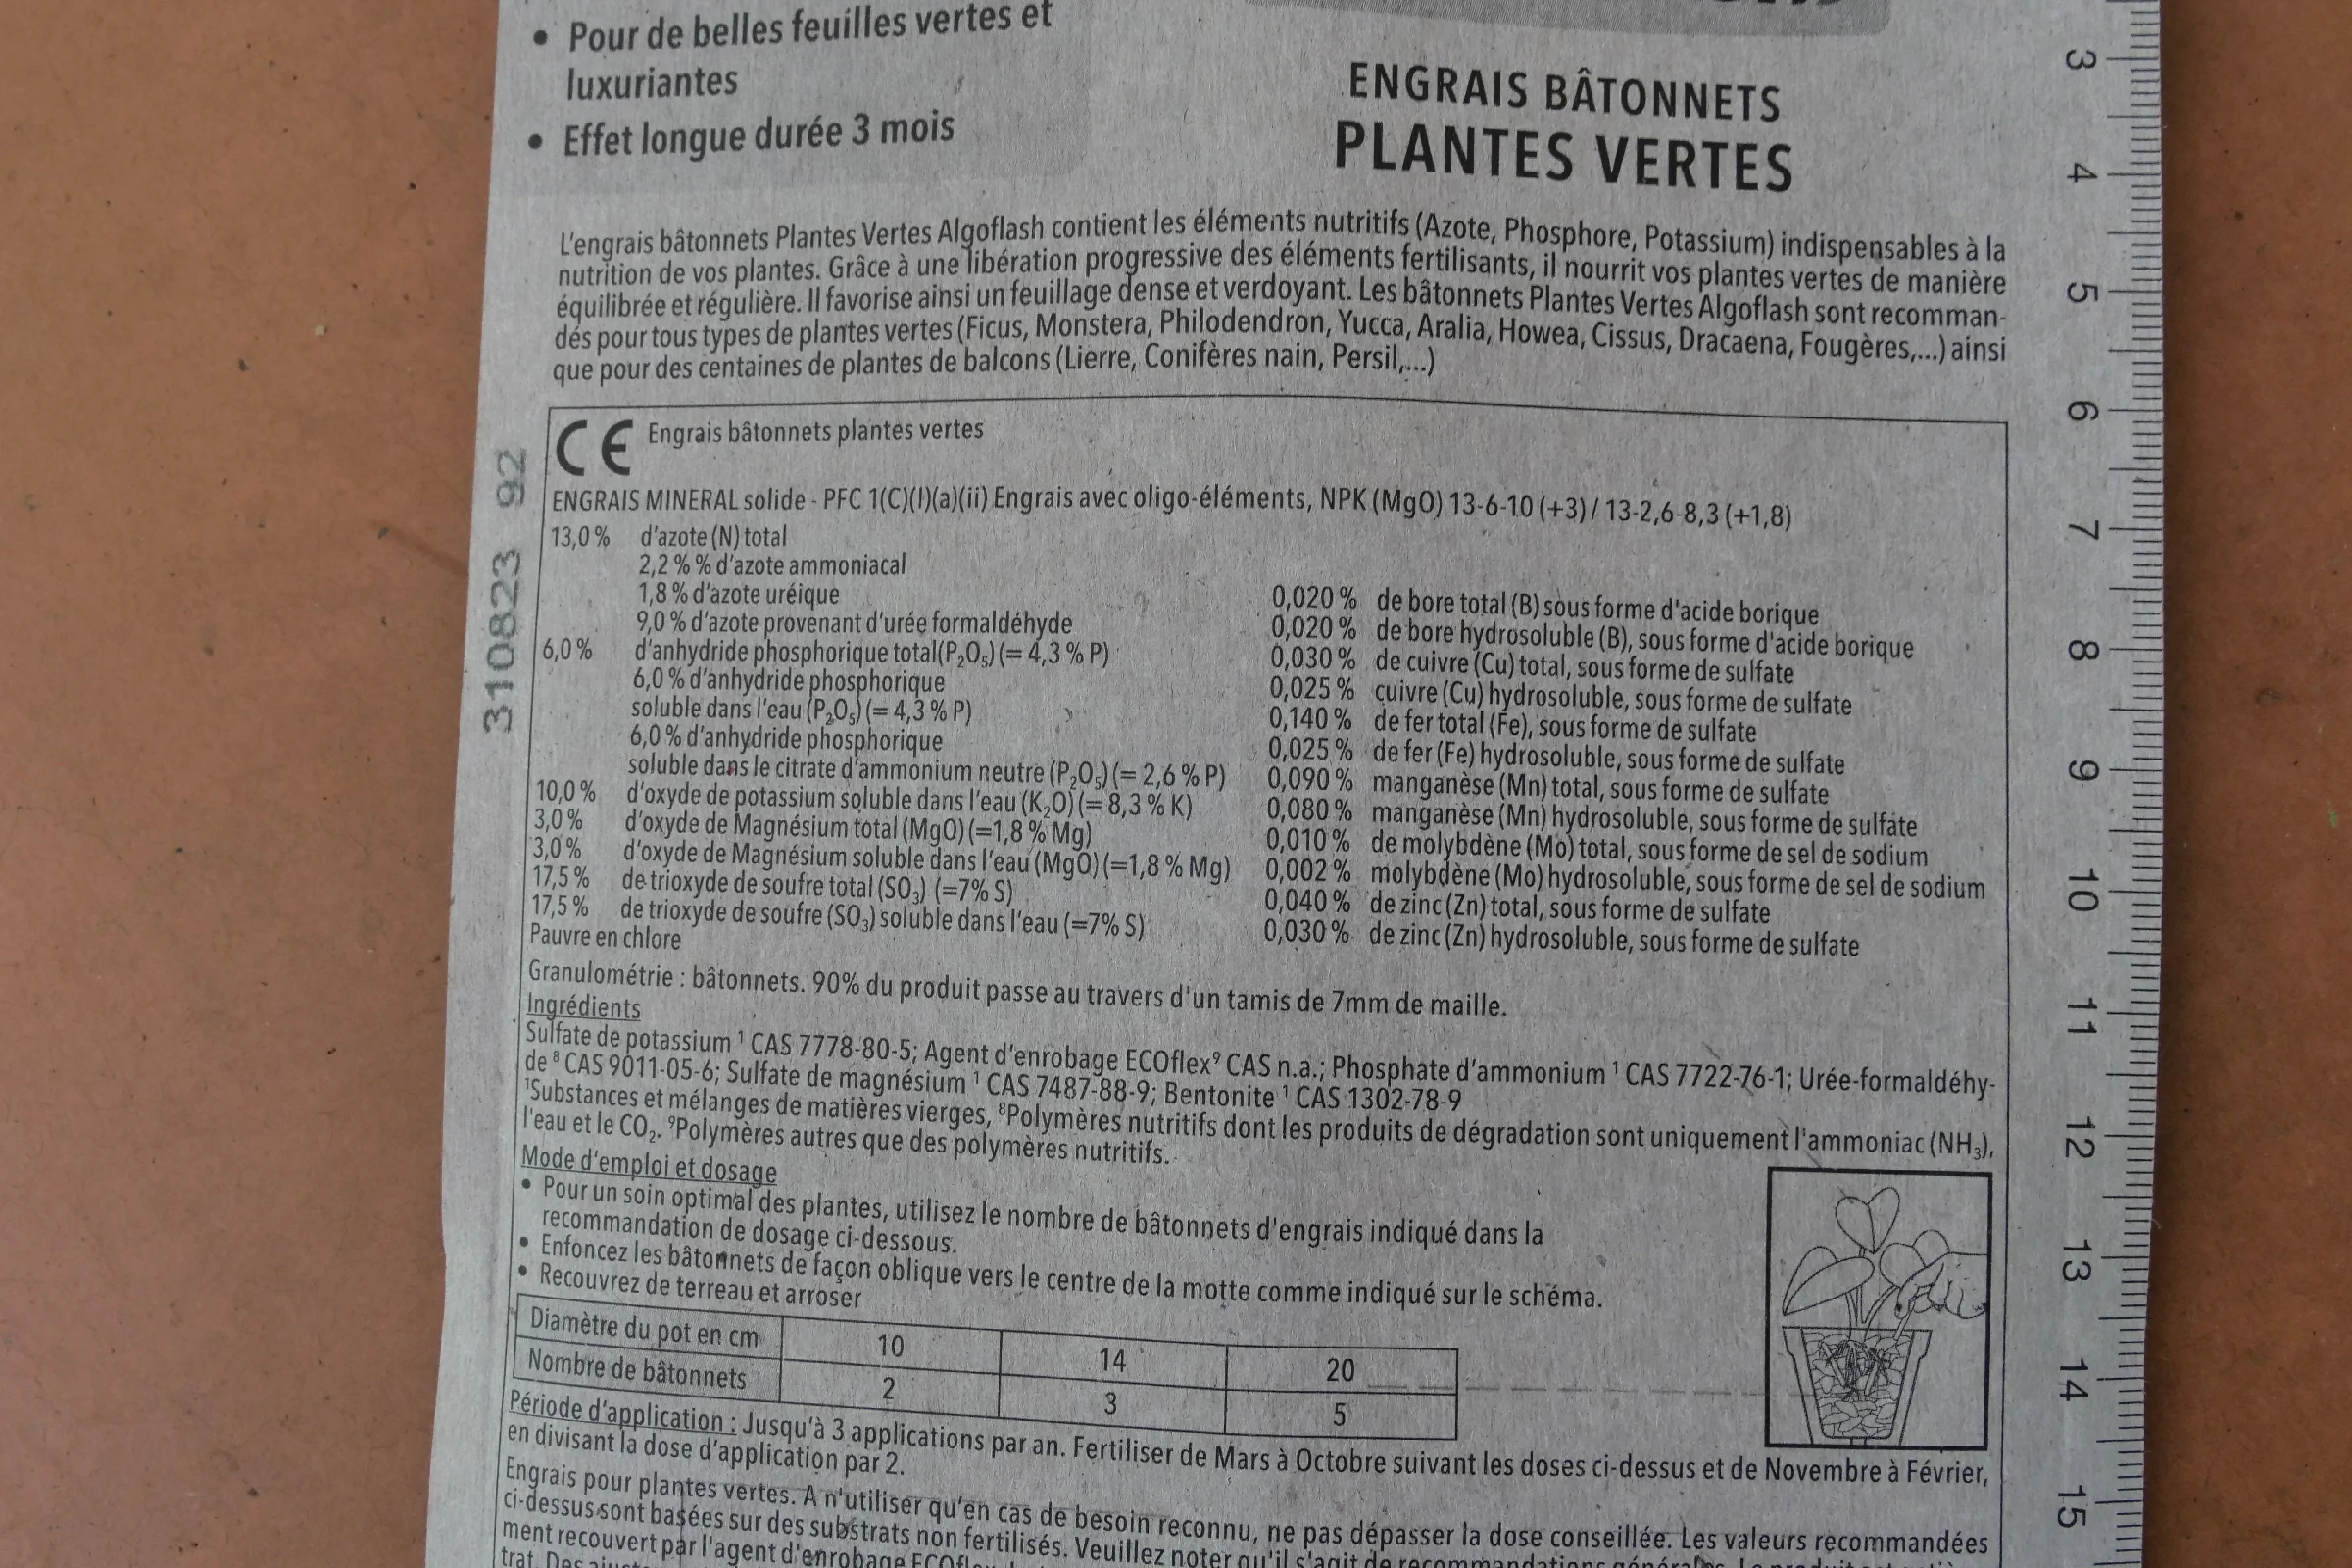 • Pour de belles feuilles vertes et
luxuriantes
• Effet longue durée 3 mois
ENGRAIS BÂTONNETS
PLANTES VERTES
L'engrais bâtonnets Plantes Vertes Algoflash contient les éléments nutritifs (Azote, Phosphore, Potassium) indispensables à la
nutrition de vos plantes. Grâce à une libération progressive des éléments fertilisants, il nourrit vos plantes vertes de manière
équilibrée et régulière. Il favorise ainsi un feuillage dense et verdoyant. Les bâtonnets Plantes Vertes Algoflash sont recomman-
dés pour tous types de plantes vertes (Ficus, Monstera, Philodendron, Yucca, Aralia, Howea, Cissus, Dracaena, Fougères,...) ainsi
que pour des centaines de plantes de balcons (Lierre, Conifères nain, Persil,...)
CE Engrais bâtonnets plantes vertes
ENGRAIS MINERAL solide - PFC 1(C)(I)(a)(ii) Engrais avec oligo-éléments, NPK (MgO) 13-6-10 (+3) / 13-2,6-8,3 (+1,8)
13,0 % d'azote (N) total
2,2 % % d'azote ammoniacal
1,8 % d'azote uréique
9,0 % d'azote provenant d'urée formaldéhyde
6,0 % d'anhydride phosphorique total(P₂O₅) (= 4,3 % P)
6,0 % d'anhydride phosphorique
soluble dans l'eau (P₂O₅) (= 4,3 % P)
6,0 % d'anhydride phosphorique
soluble dans le citrate d'ammonium neutre (P₂O₅) (= 2,6 % P)
10,0 % d'oxyde de potassium soluble dans l'eau (K₂O) (= 8,3 % K)
3,0 % d'oxyde de Magnésium total (MgO) (=1,8 % Mg)
3,0 % d'oxyde de Magnésium soluble dans l'eau (MgO) (=1,8 % Mg)
17,5 % de trioxyde de soufre total (SO₃) (=7% S)
17,5 % de trioxyde de soufre (SO₃) soluble dans l'eau (=7% S)
Pauvre en chlore
0,020 % de bore total (B) sous forme d'acide borique
0,020 % de bore hydrosoluble (B), sous forme d'acide borique
0,030 % de cuivre (Cu) total, sous forme de sulfate
0,025 % cuivre (Cu) hydrosoluble, sous forme de sulfate
0,140 % de fer total (Fe), sous forme de sulfate
0,025 % de fer (Fe) hydrosoluble, sous forme de sulfate
0,090 % manganèse (Mn) total, sous forme de sulfate
0,080 % manganèse (Mn) hydrosoluble, sous forme de sulfate
0,010 % de molybdène (Mo) total, sous forme de sel de sodium
0,002 % molybdène (Mo) hydrosoluble, sous forme de sel de sodium
0,040 % de zinc (Zn) total, sous forme de sulfate
0,030 % de zinc (Zn) hydrosoluble, sous forme de sulfate
Granulométrie : bâtonnets. 90% du produit passe au travers d'un tamis de 7mm de maille.
Ingrédients
Sulfate de potassium ¹ CAS 7778-80-5; Agent d'enrobage ECOflex⁹ CAS n.a.; Phosphate d'ammonium ¹ CAS 7722-76-1; Urée-formaldéhy-
de ⁸ CAS 9011-05-6; Sulfate de magnésium ¹ CAS 7487-88-9; Bentonite ¹ CAS 1302-78-9
¹Substances et mélanges de matières vierges, ⁸Polymères nutritifs dont les produits de dégradation sont uniquement l'ammoniac (NH₃),
l'eau et le CO₂. ⁹Polymères autres que des polymères nutritifs.
Mode d'emploi et dosage
• Pour un soin optimal des plantes, utilisez le nombre de bâtonnets d'engrais indiqué dans la
recommandation de dosage ci-dessous.
• Enfoncez les bâtonnets de façon oblique vers le centre de la motte comme indiqué sur le schéma.
• Recouvrez de terreau et arroser
Diamètre du pot en cm 10 14 20
Nombre de bâtonnets 2 3 5
Période d'application : Jusqu'à 3 applications par an. Fertiliser de Mars à Octobre suivant les doses ci-dessus et de Novembre à Février,
en divisant la dose d'application par 2.
Engrais pour plantes vertes. A n'utiliser qu'en cas de besoin reconnu, ne pas dépasser la dose conseillée. Les valeurs recommandées
ci-dessus sont basées sur des substrats non fertilisés. Veuillez noter qu'il s'agit de recommandations générales. Le produit est
ment recouvert par l'agent d'enrobage
310823 92
3
4
5
6
7
8
9
10
11
12
13
14
15